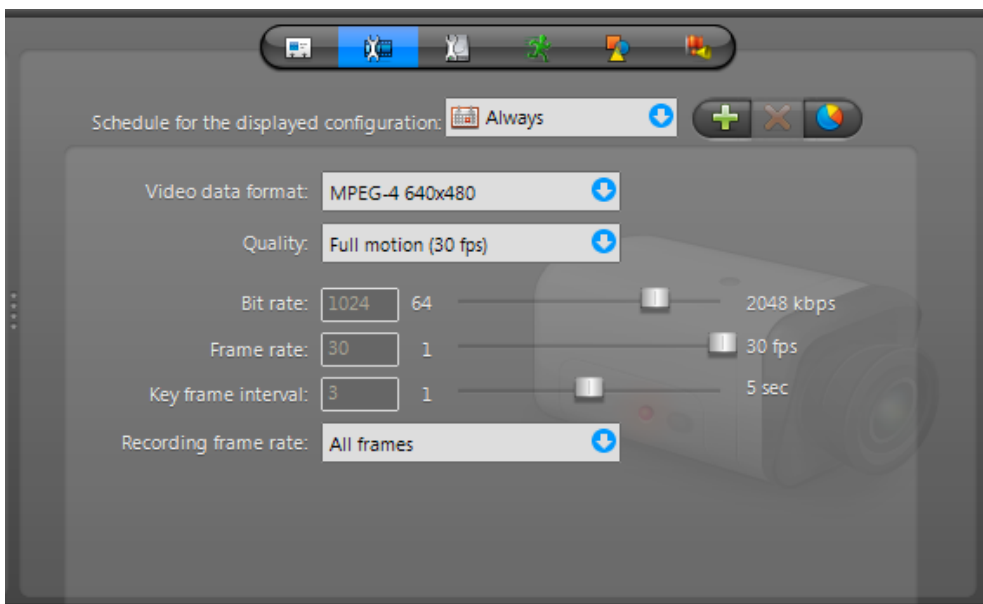 Schedule for the displayed configuration: Always
Video data format: MPEG-4 640x480
Quality: Full motion (30 fps)
Bit rate: 1024 64 2048 kbps
Frame rate: 30 1 30 fps
Key frame interval: 3 1 5 sec
Recording frame rate: All frames